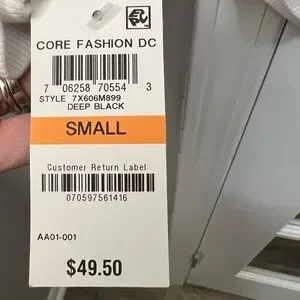 CORE FASHION DC
7 06258 70554 3
STYLE 7X606M899
DEEP BLACK
SMALL
Customer Return Label
070597561416
AA01-001
$49.50